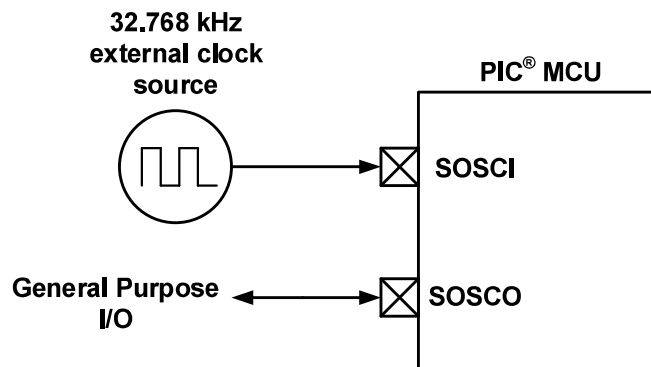 32.768 kHz
external clock
source
PIC® MCU
SOSCI
General Purpose
I/O
SOSCO